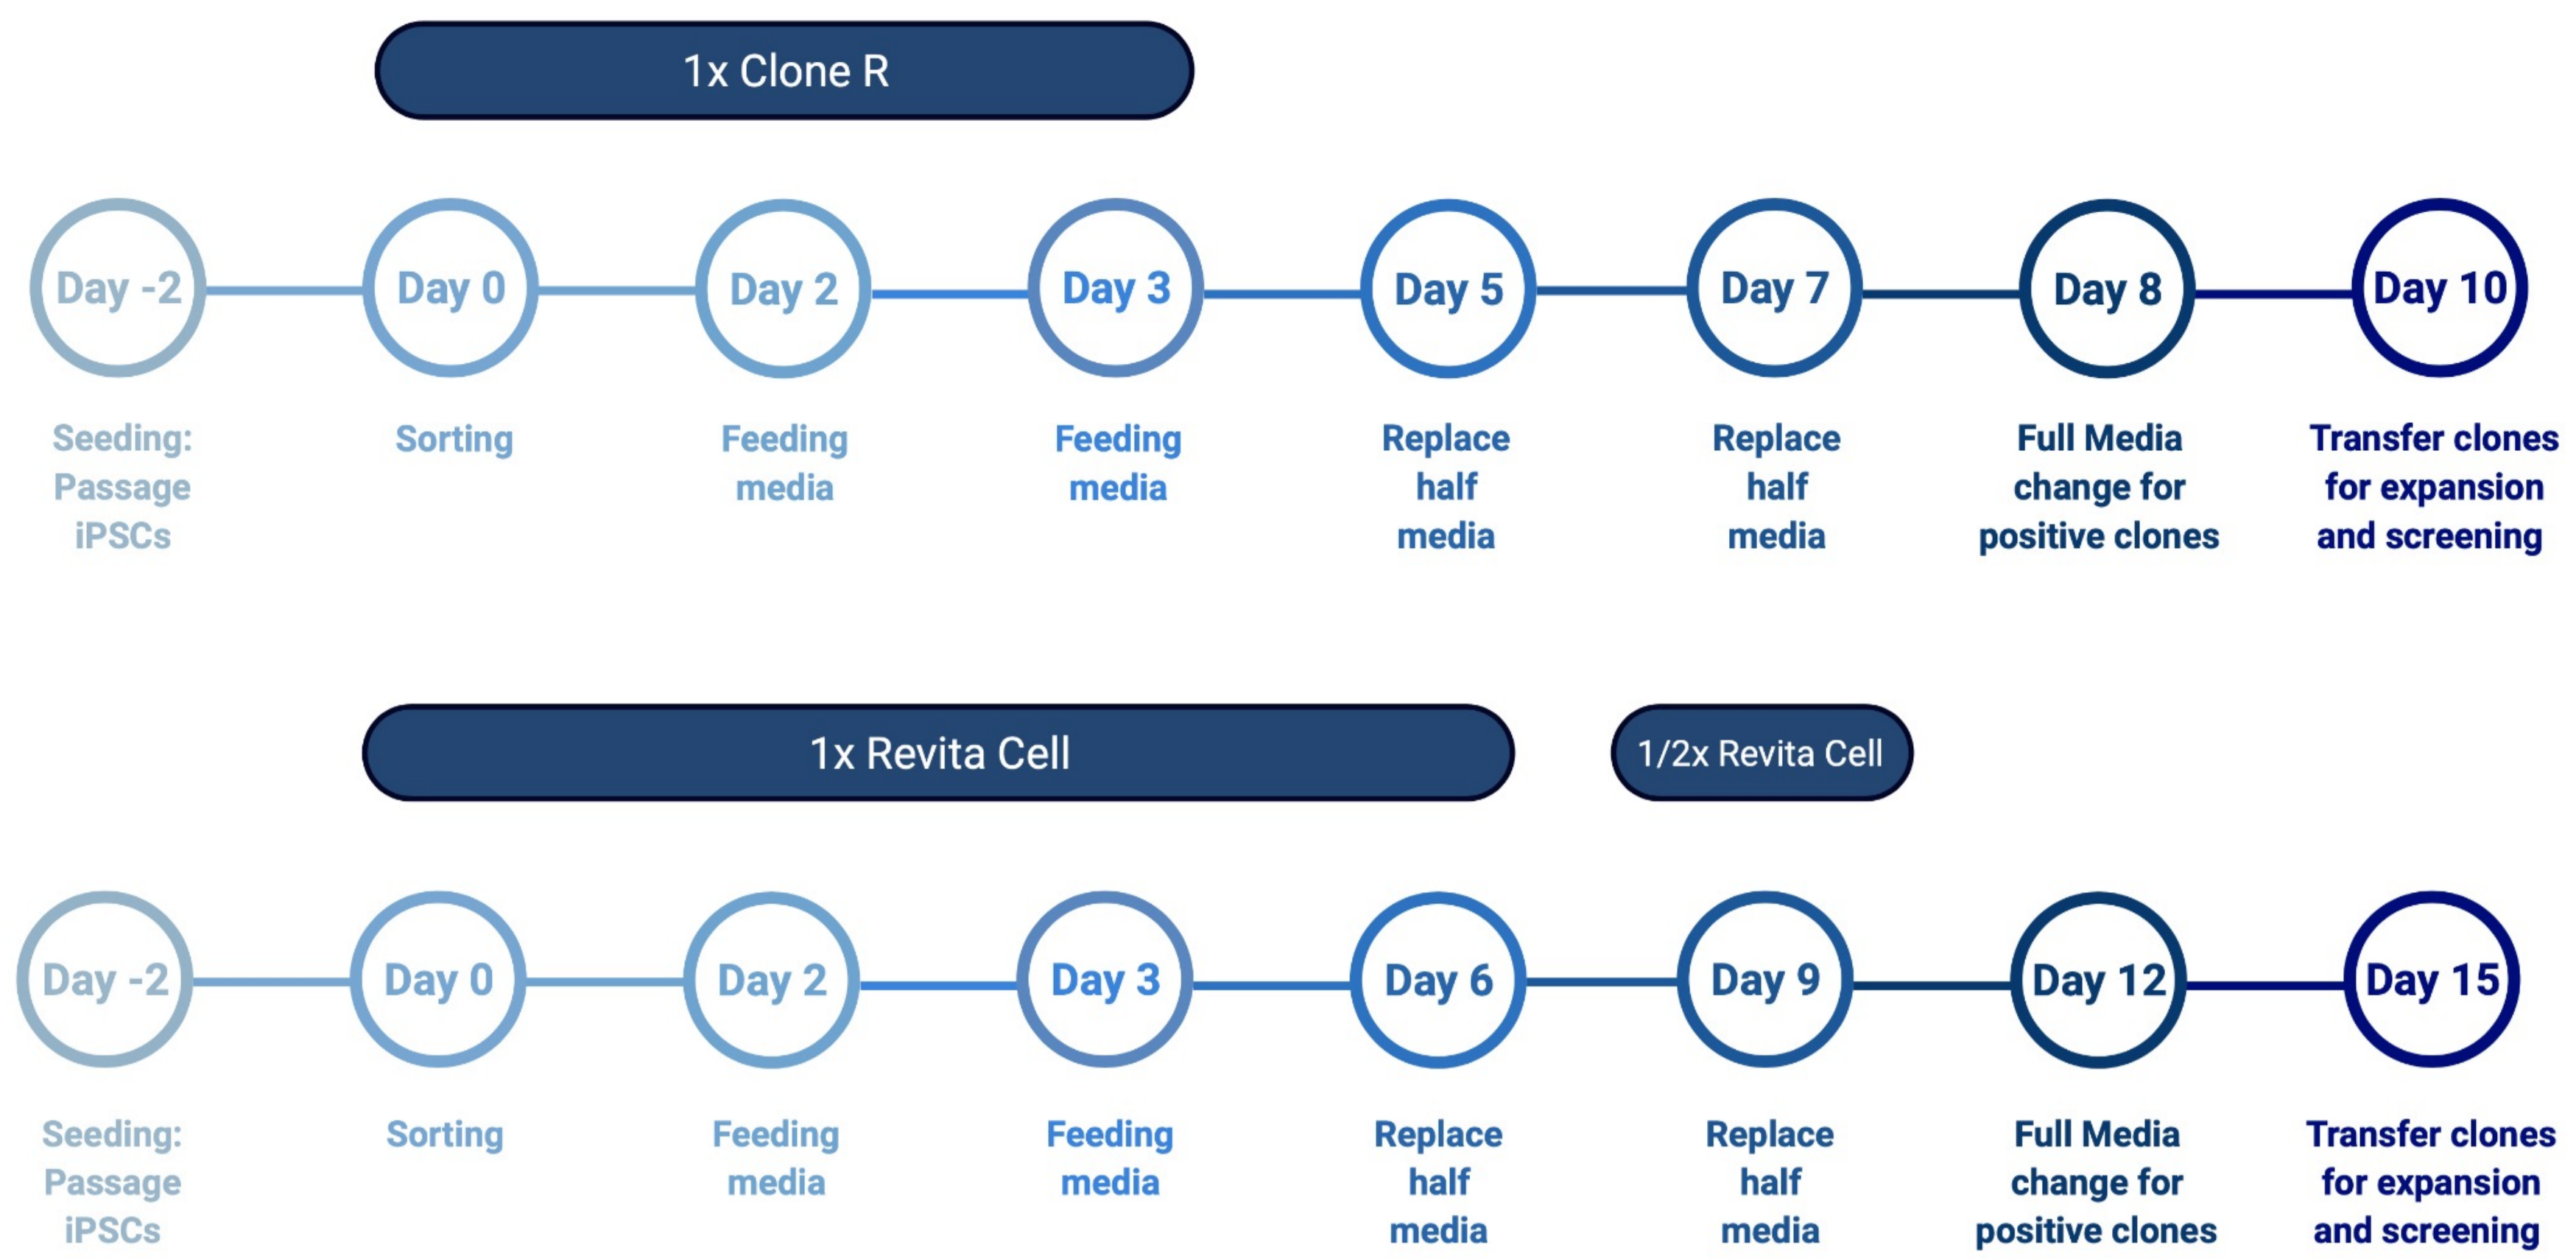 1x Clone R
Day -2
Day 0
Day 2
Day 3
Day 5
Day 7
Day 8
Day 10
Seeding:
Passage
iPSCs
Sorting
Feeding
media
Feeding
media
Replace
half
media
Replace
half
media
Full Media
change for
positive clones
Transfer clones
for expansion
and screening
1x Revita Cell
1/2x Revita Cell
Day -2
Day 0
Day 2
Day 3
Day 6
Day 9
Day 12
Day 15
Seeding:
Passage
iPSCs
Sorting
Feeding
media
Feeding
media
Replace
half
media
Replace
half
media
Full Media
change for
positive clones
Transfer clones
for expansion
and screening